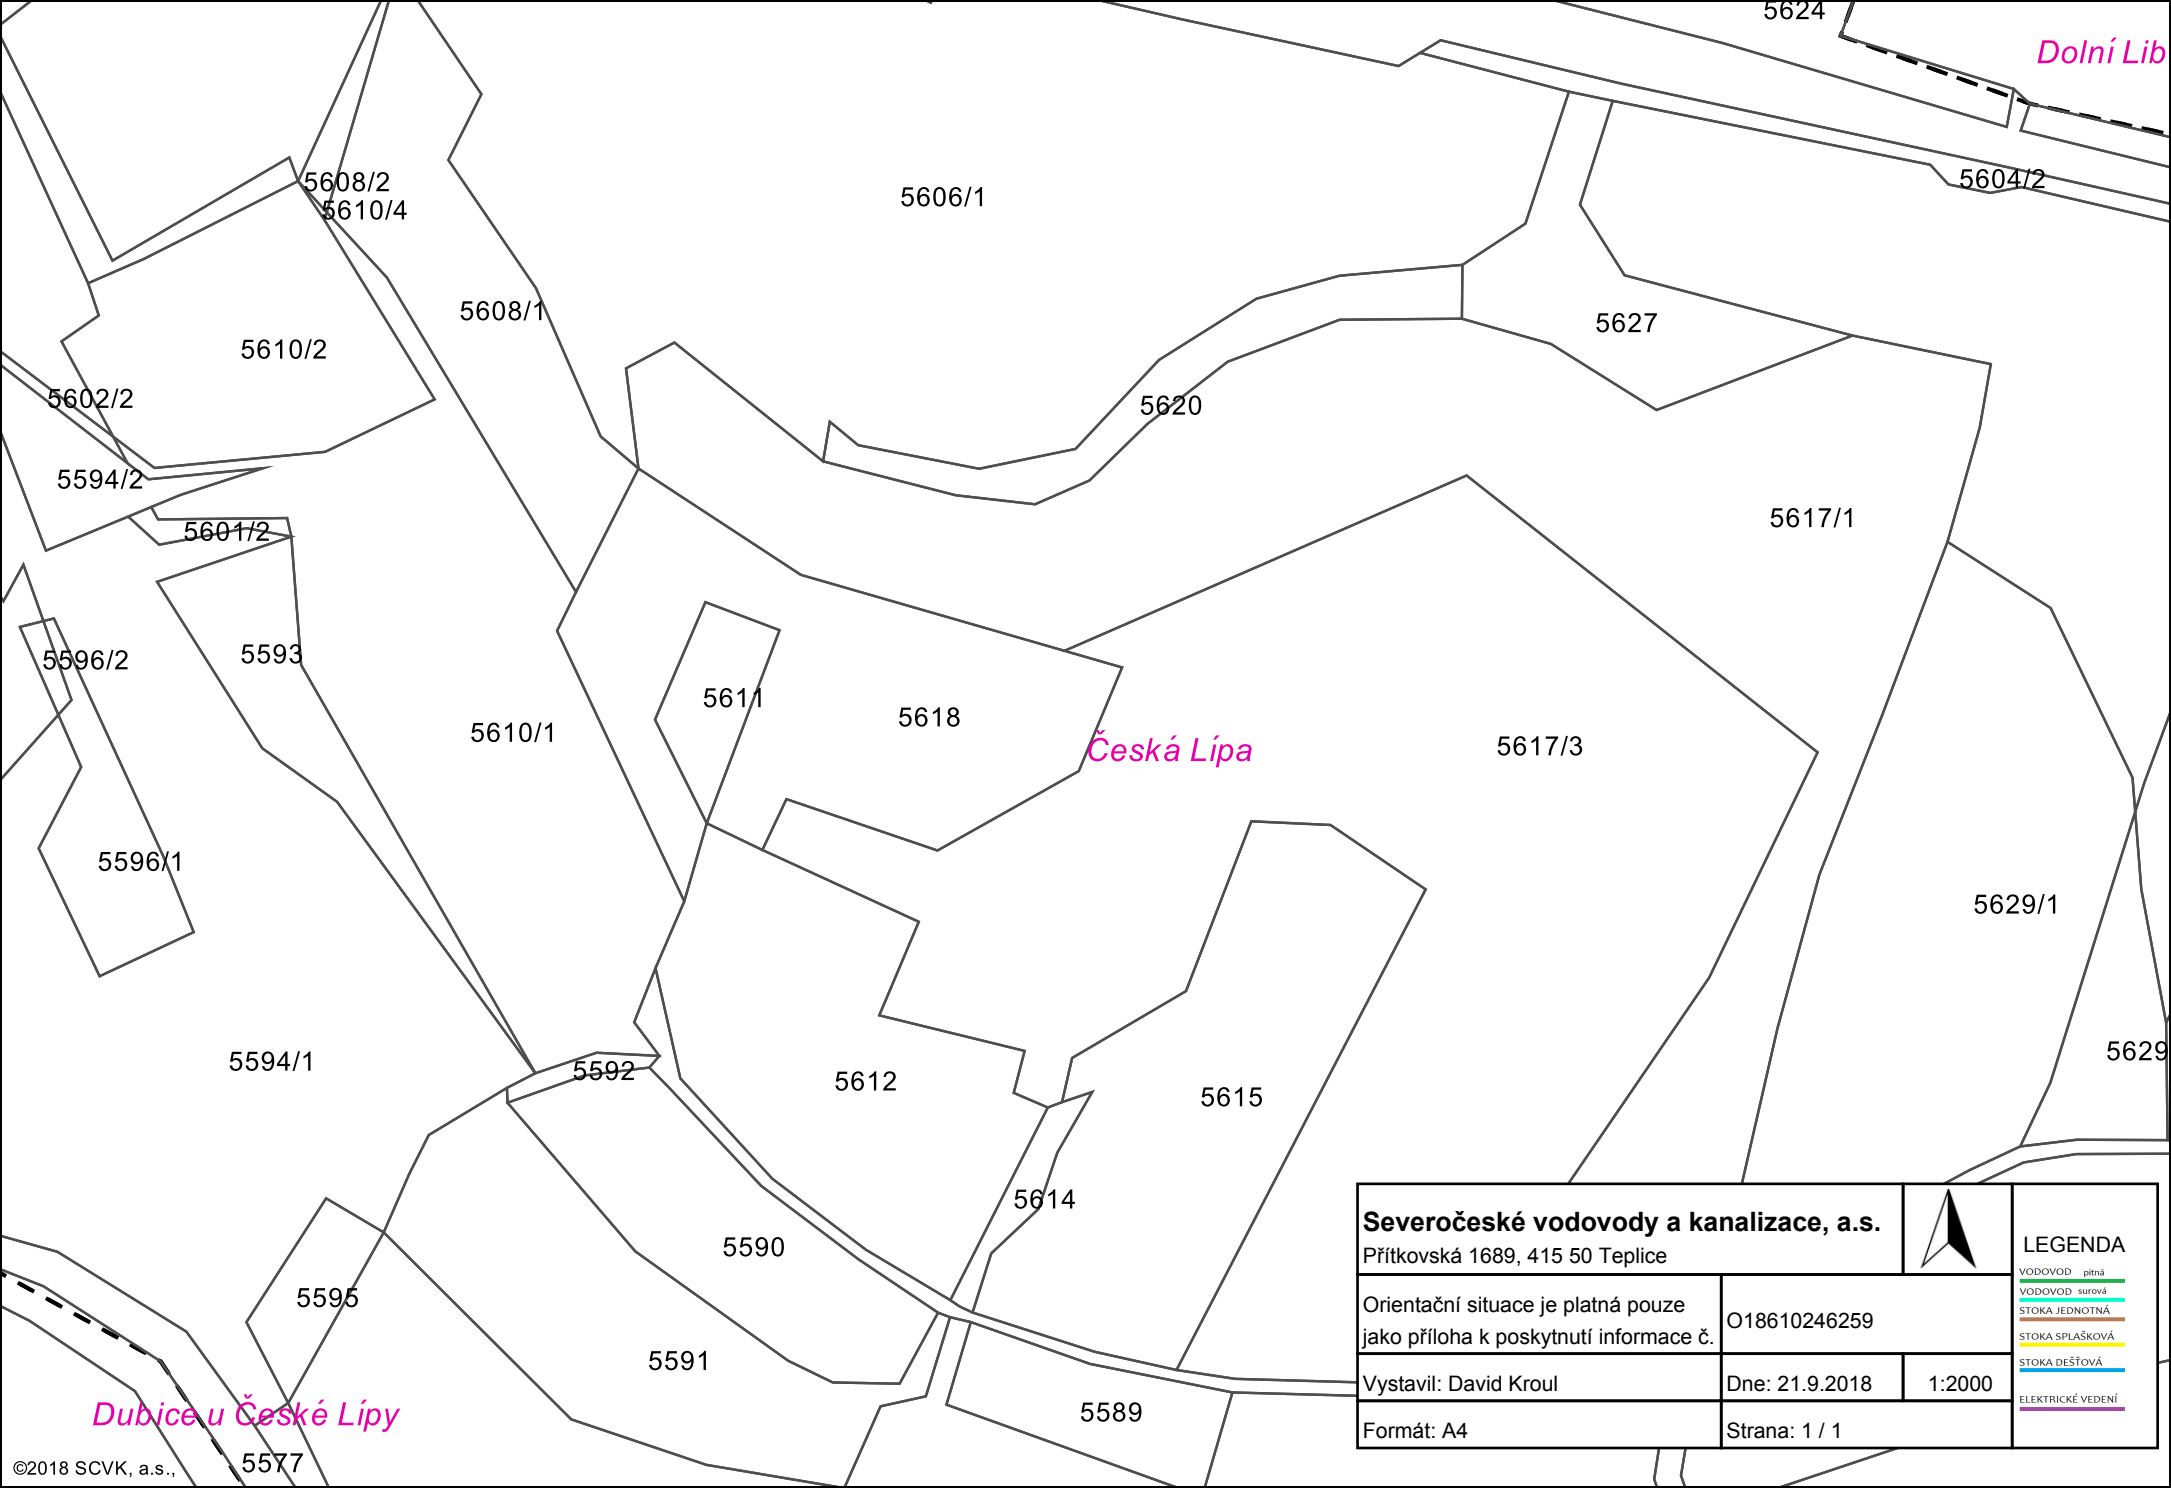 5624
Dolní Lib
5608/2
5604/2
5606/1
5610/4
5608/1
5627
5610/2
5602/2
5620
5594/2
5617/1
5601/2
5593
5596/2
5611
5618
5610/1
Česká Lípa
5617/3
5596/1
5629/1
5594/1
5592
5612
5615
5629
5614
5590
5595
5591
5589
Dubice u České Lípy
5577
©2018 SCVK, a.s.,
Severočeské vodovody a kanalizace, a.s.
Přítkovská 1689, 415 50 Teplice
Orientační situace je platná pouze
jako příloha k poskytnutí informace č.
O18610246259
Vystavil: David Kroul
Dne: 21.9.2018
1:2000
Formát: A4
Strana: 1 / 1
LEGENDA
VODOVOD pitná
VODOVOD surová
STOKA JEDNOTNÁ
STOKA SPLAŠKOVÁ
STOKA DEŠŤOVÁ
ELEKTRICKÉ VEDENÍ